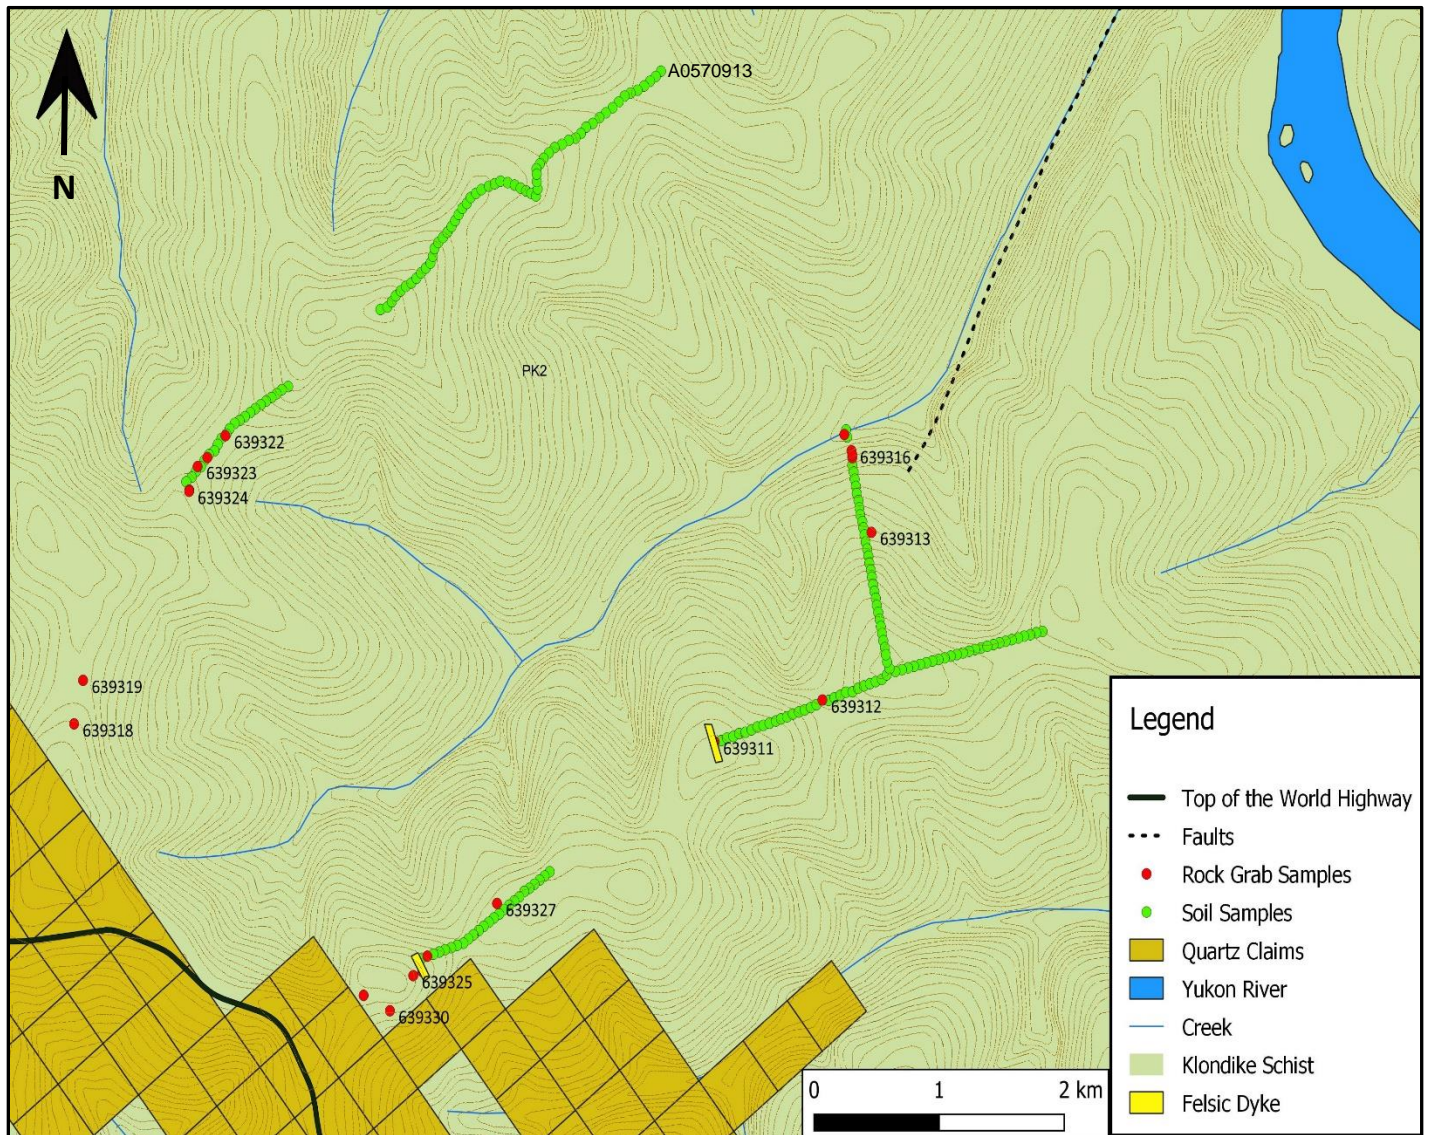 A0570913
N
PK2
639322
639323
639324
639316
639313
639319
639318
639312
639311
639327
639325
639330
Legend
Top of the World Highway
Faults
Rock Grab Samples
Soil Samples
Quartz Claims
Yukon River
Creek
Klondike Schist
Felsic Dyke
0 1 2 km